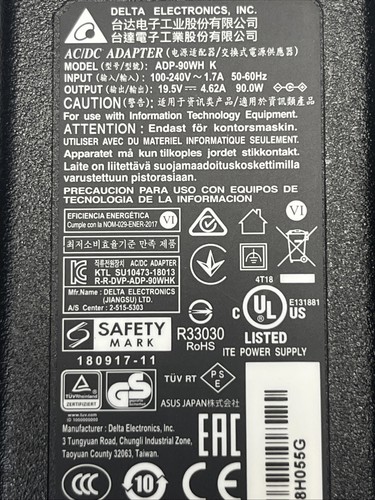 DELTA ELECTRONICS, INC.
台达电子工业股份有限公司
台達電子工業股份有限公司
AC/DC ADAPTER (电源适配器/交換式電源供應器)
MODEL (型号/型號): ADP-90WH K
INPUT (输入/輸入): 100-240V ~ 1.7A 50-60Hz
OUTPUT (输出/輸出): 19.5V 4.62A 90.0W
CAUTION (警告): 适用于资讯类产品/適用於資訊類產品
For use with Information Technology Equipment.
ATTENTION : Endast för kontorsmaskin.
UTILISER AVEC DU MATERIEL INFORMATIQUE SEULEMENT.
Apparatet må kun tilkoples jordet stikkontakt.
Laite on liitettävä suojamaadoituskoskettimilla
varustettuun pistorasiaan.
PRECAUCION PARA USO CON EQUIPOS DE
TECNOLOGIA DE LA INFORMACION
EFICIENCIA ENERGÉTICA
Cumple con la NOM-029-ENER-2017
VI
VI
최저소비효율기준 만족 제품
직류전원장치 AC/DC ADAPTER
KTL SU10473-18013
R-R-DVP-ADP-90WHK
Mfr.Name : DELTA ELECTRONICS
(JIANGSU) LTD.
A/S Center : 2-515-5303
4T18
C UL US
E131881
LISTED
ITE POWER SUPPLY
SAFETY
MARK
180917-11
R33030
RoHS
TÜVRheinland
ZERTIFIZIERT
www.tuv.com
GS
TÜV RT
PSE
ASUS JAPAN株式会社
Manufacturer : Delta Electronics, Inc.
3 Tungyuan Road, Chungli Industrial Zone,
Taoyuan County 32063, Taiwan.
EAC
CCC
10
8H055G